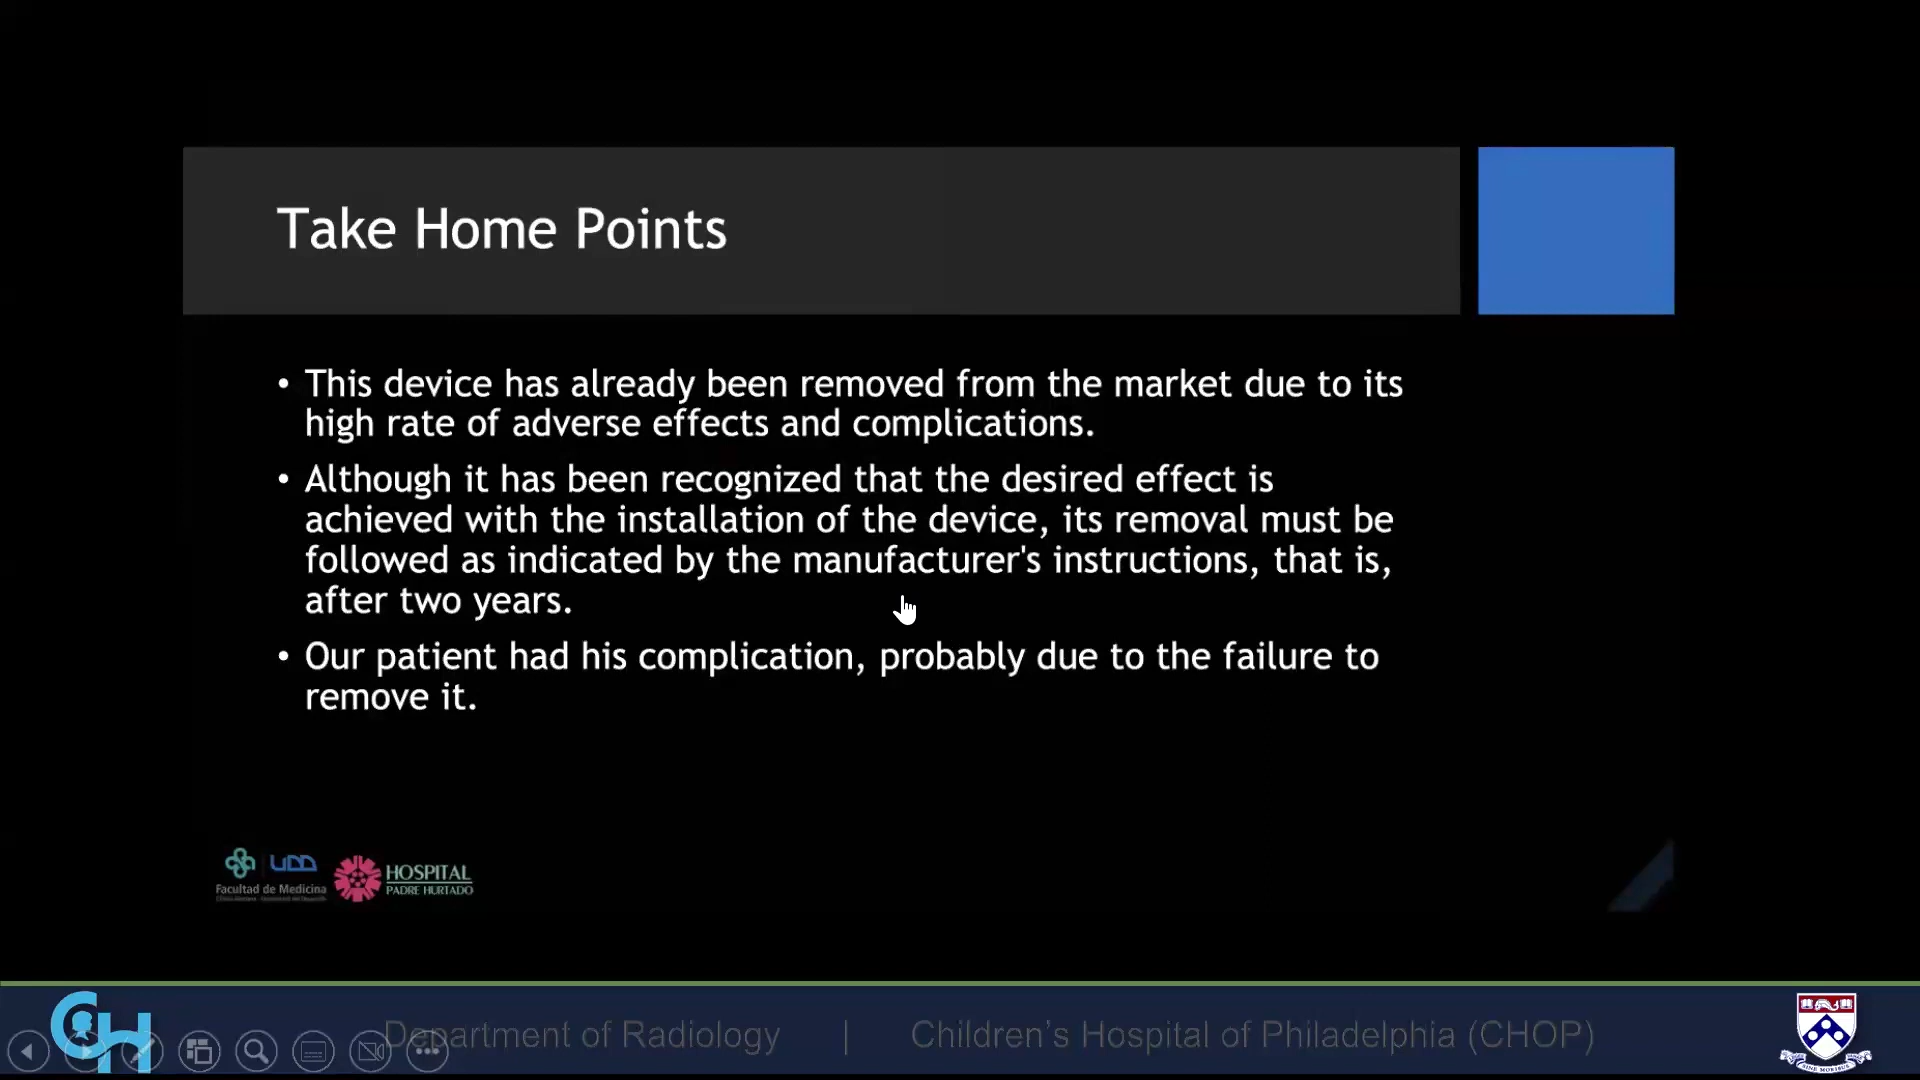 Take Home Points
• This device has already been removed from the market due to its
high rate of adverse effects and complications.
• Although it has been recognized that the desired effect is
achieved with the installation of the device, its removal must be
followed as indicated by the manufacturer's instructions, that is,
after two years.
• Our patient had his complication, probably due to the failure to
remove it.
UDD
Facultad de Medicina
HOSPITAL
PADRE HURTADO
CH
Department of Radiology | Children's Hospital of Philadelphia (CHOP)